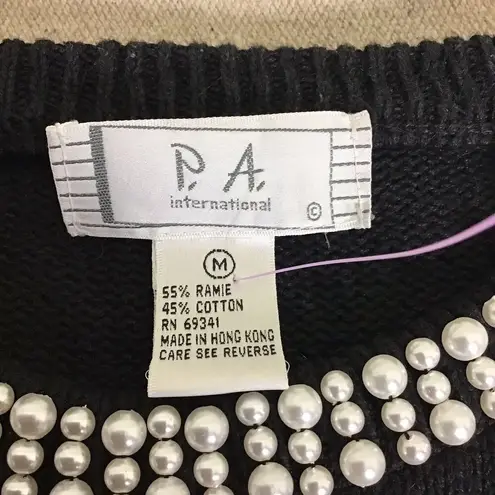 P. A.
international
©
M
55% RAMIE
45% COTTON
RN 69341
MADE IN HONG KONG
CARE SEE REVERSE